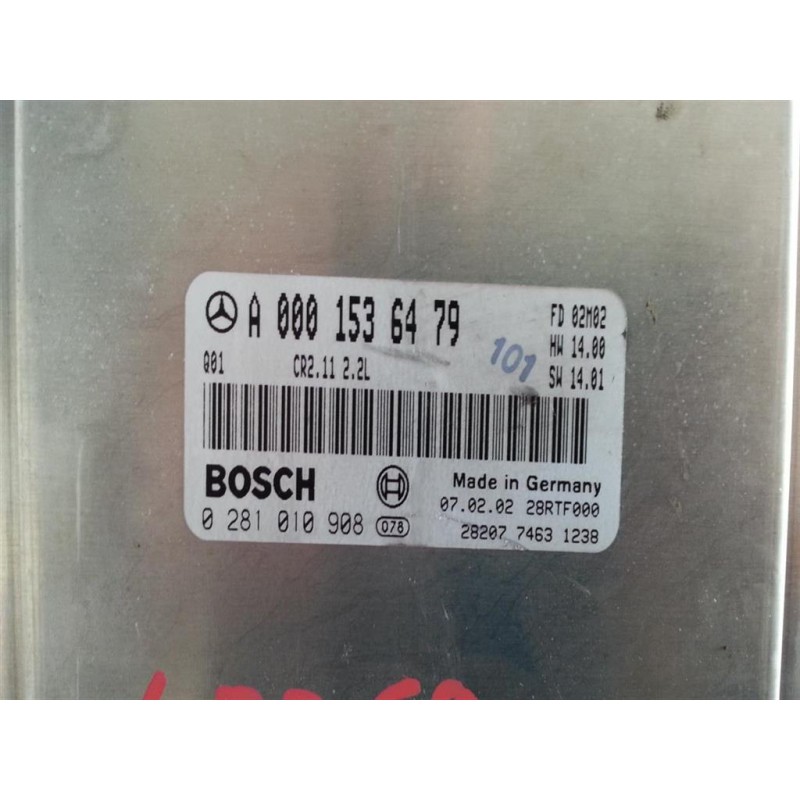 A 000 153 64 79
FD 02M02
HW 14.00
SW 14.01
Q01 CR2.11 2.2L
101
BOSCH
Made in Germany
07.02.02 28RTF000
0 281 010 908 078
28207 7463 1238